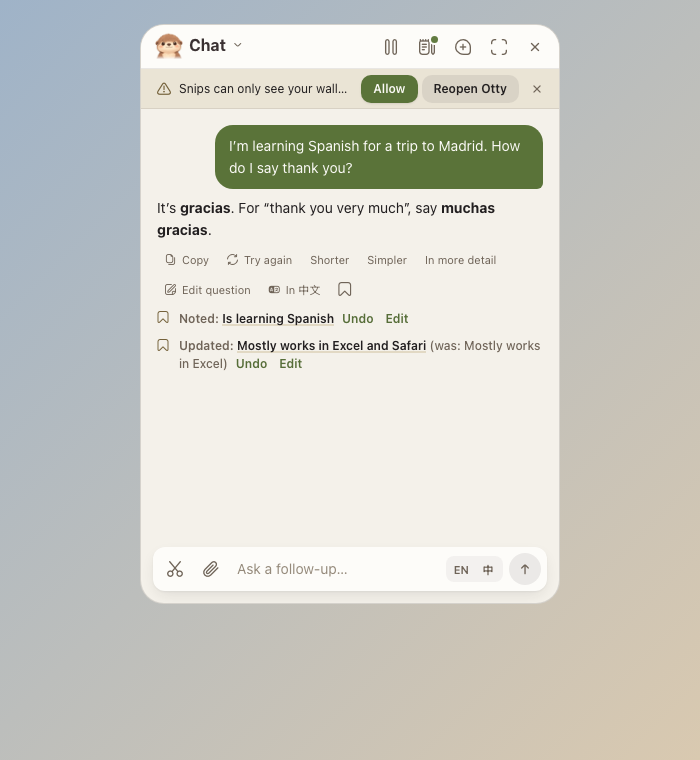 Chat
Snips can only see your wall...
Allow
Reopen Otty
I’m learning Spanish for a trip to Madrid. How
do I say thank you?
It’s gracias. For “thank you very much”, say muchas
gracias.
Copy
Try again
Shorter
Simpler
In more detail
Edit question
In 中文
Noted: Is learning Spanish Undo Edit
Updated: Mostly works in Excel and Safari (was: Mostly works
in Excel) Undo Edit
Ask a follow-up...
EN 中